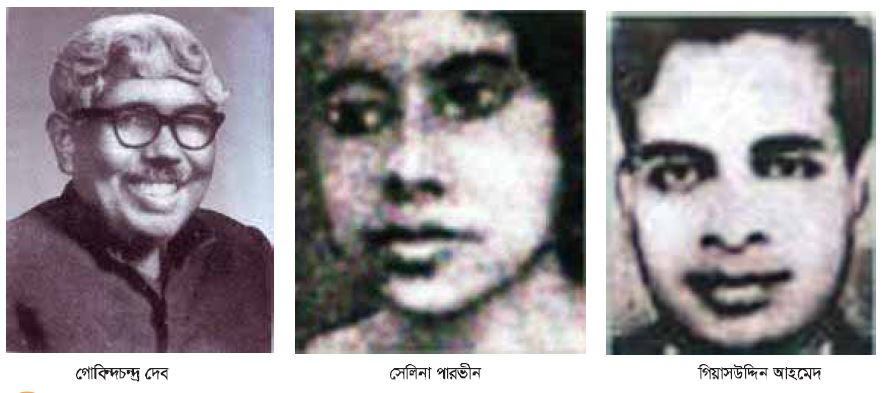 গোবিন্দচন্দ্র দেব
সেলিনা পারভীন
গিয়াসউদ্দিন আহমেদ